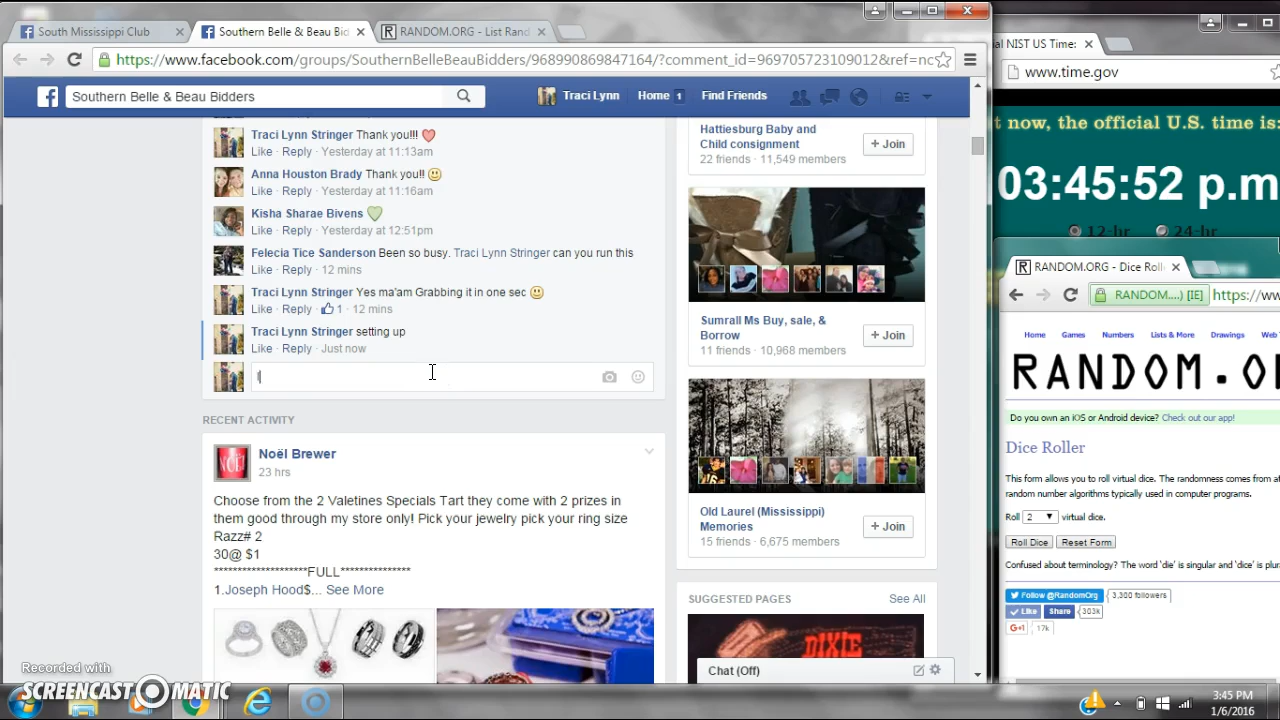 South Mississippi Club
Southern Belle & Beau Bio
RANDOM.ORG - List Rand
https://www.facebook.com/groups/SouthernBelleBeauBidders/968990869847164/?comment_id=969705723109012&ref=nc
Southern Belle & Beau Bidders
Traci Lynn
Home 1
Find Friends
Traci Lynn Stringer Thank you!!!
Like · Reply · Yesterday at 11:13am
Anna Houston Brady Thank you!!
Like · Reply · Yesterday at 11:16am
Kisha Sharae Bivens
Like · Reply · Yesterday at 12:51pm
Felecia Tice Sanderson Been so busy. Traci Lynn Stringer can you run this
Like · Reply · 12 mins
Traci Lynn Stringer Yes ma'am Grabbing it in one sec
Like · Reply · 1 · 12 mins
Traci Lynn Stringer setting up
Like · Reply · Just now
RECENT ACTIVITY
Noël Brewer
23 hrs
Choose from the 2 Valetines Specials Tart they come with 2 prizes in
them good through my store only! Pick your jewelry pick your ring size
Razz# 2
30@ $1
********************FULL***************
1.Joseph Hood$... See More
Hattiesburg Baby and
Child consignment
22 friends · 11,549 members
+ Join
Sumrall Ms Buy, sale, &
Borrow
11 friends · 10,968 members
+ Join
Old Laurel (Mississippi)
Memories
15 friends · 6,675 members
+ Join
SUGGESTED PAGES
See All
DIXIE
Chat (Off)
al NIST US Time:
www.time.gov
t now, the official U.S. time is:
03:45:52 p.m
12-hr
24-hr
RANDOM.ORG - Dice Roll
RANDOM....) [IE]
https://ww
Home
Games
Numbers
Lists & More
Drawings
Web
RANDOM.O
Do you own an iOS or Android device? Check out our app!
Dice Roller
This form allows you to roll virtual dice. The randomness comes from at
random number algorithms typically used in computer programs.
Roll 2 virtual dice.
Roll Dice
Reset Form
Confused about terminology? The word 'die' is singular and 'dice' is plur
Follow @RandomOrg
3,300 followers
Like
Share
303k
G+1
17k
Recorded with
SCREENCAST MATIC
3:45 PM
1/6/2016